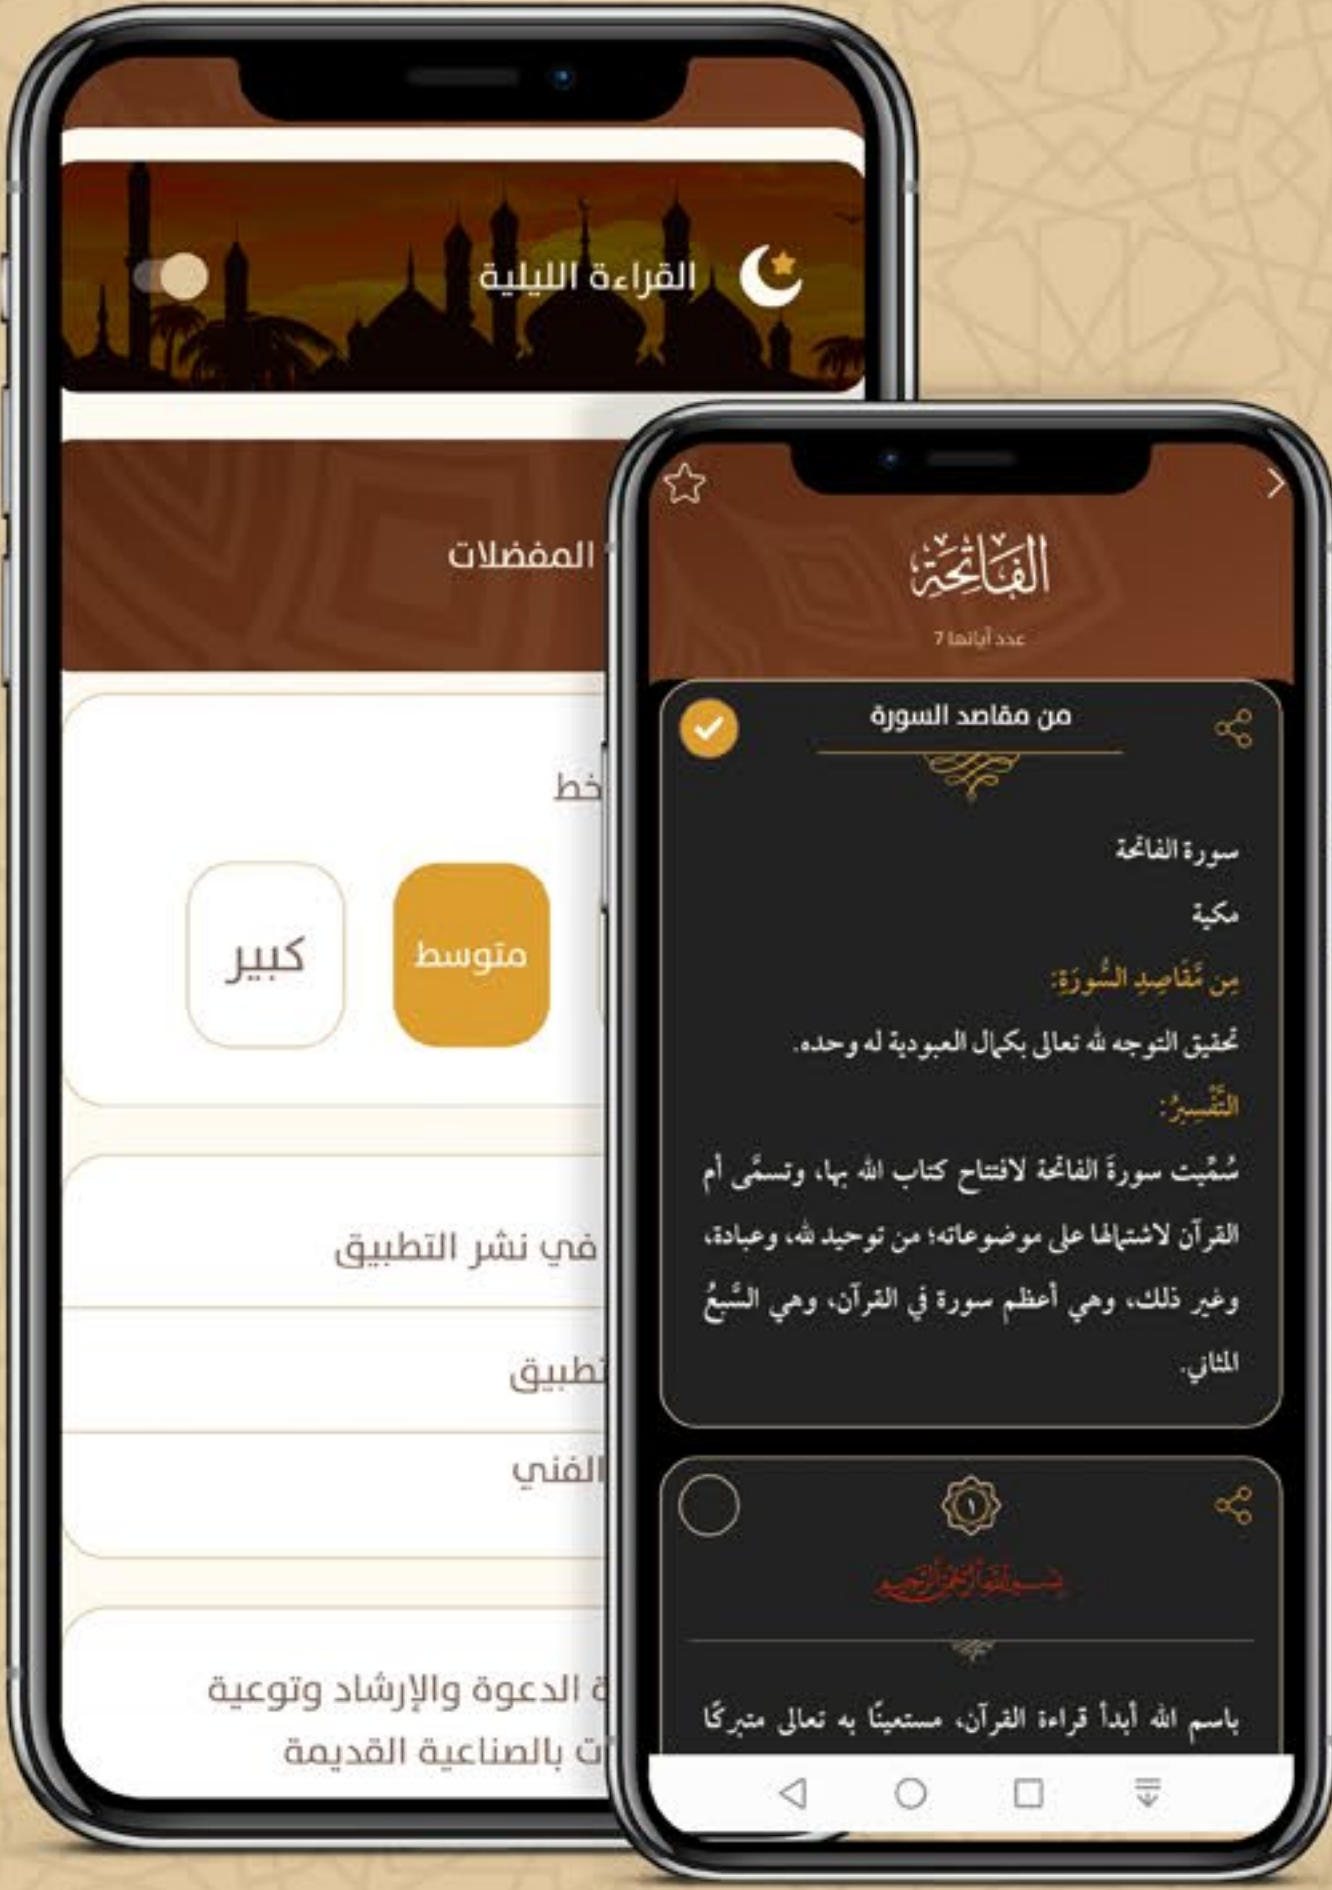 القراءة الليلية
المفضلات
خط
متوسط
كبير
في نشر التطبيق
الفني
الدعوة والإرشاد وتوعية
بالصناعية القديمة
الفَاتِحَة
عدد آياتها 7
من مقاصد السورة
سورة الفاتحة
مكية
مِن مَّقَاصِدِ السُّورَةِ:
تحقيق التوجه لله تعالى بكمال العبودية له وحده.
التَّفْسِيرُ:
سُمِّيت سورةَ الفاتحة لافتتاح كتاب الله بها، وتسمَّى أم
القرآن لاشتمالها على موضوعاته؛ من توحيد لله، وعبادة،
وغير ذلك، وهي أعظم سورة في القرآن، وهي السَّبعُ
المثاني.
١
بِسْمِ اللَّهِ الرَّحْمَٰنِ الرَّحِيمِ
باسم الله أبدأ قراءة القرآن، مستعينًا به تعالى متبركًا